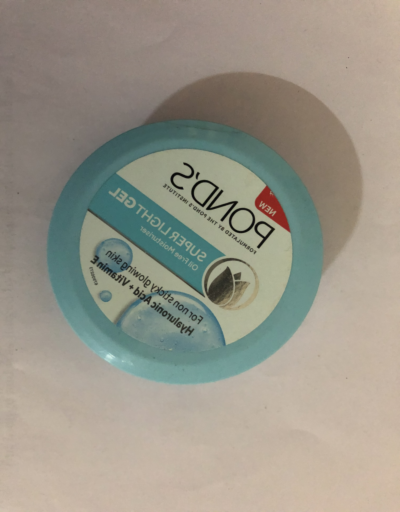 NEW
POND'S
FORMULATED BY THE POND'S INSTITUTE
SUPER LIGHT GEL
Oil Free Moisturiser
For non sticky glowing skin
Hyaluronic Acid + Vitamin E